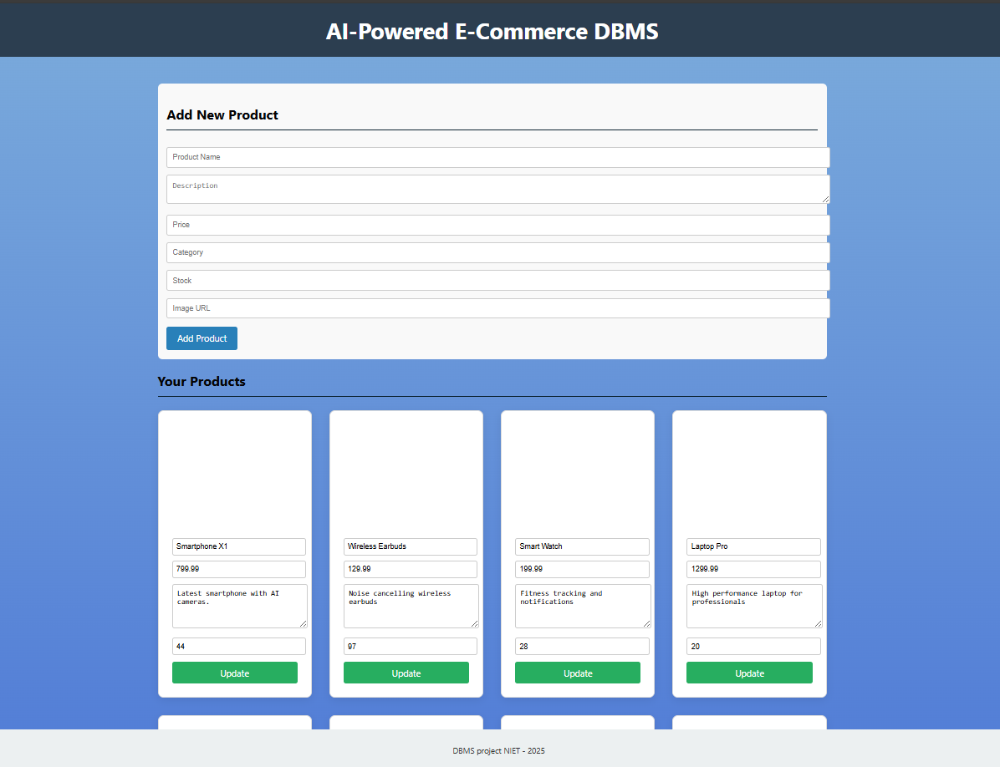 AI-Powered E-Commerce DBMS
Add New Product
Product Name
Description
Price
Category
Stock
Image URL
Add Product
Your Products
Smartphone X1
799.99
Latest smartphone with AI
cameras.
44
Update
Wireless Earbuds
129.99
Noise cancelling wireless
earbuds
97
Update
Smart Watch
199.99
Fitness tracking and
notifications
28
Update
Laptop Pro
1299.99
High performance laptop for
professionals
20
Update
DBMS project NIET - 2025